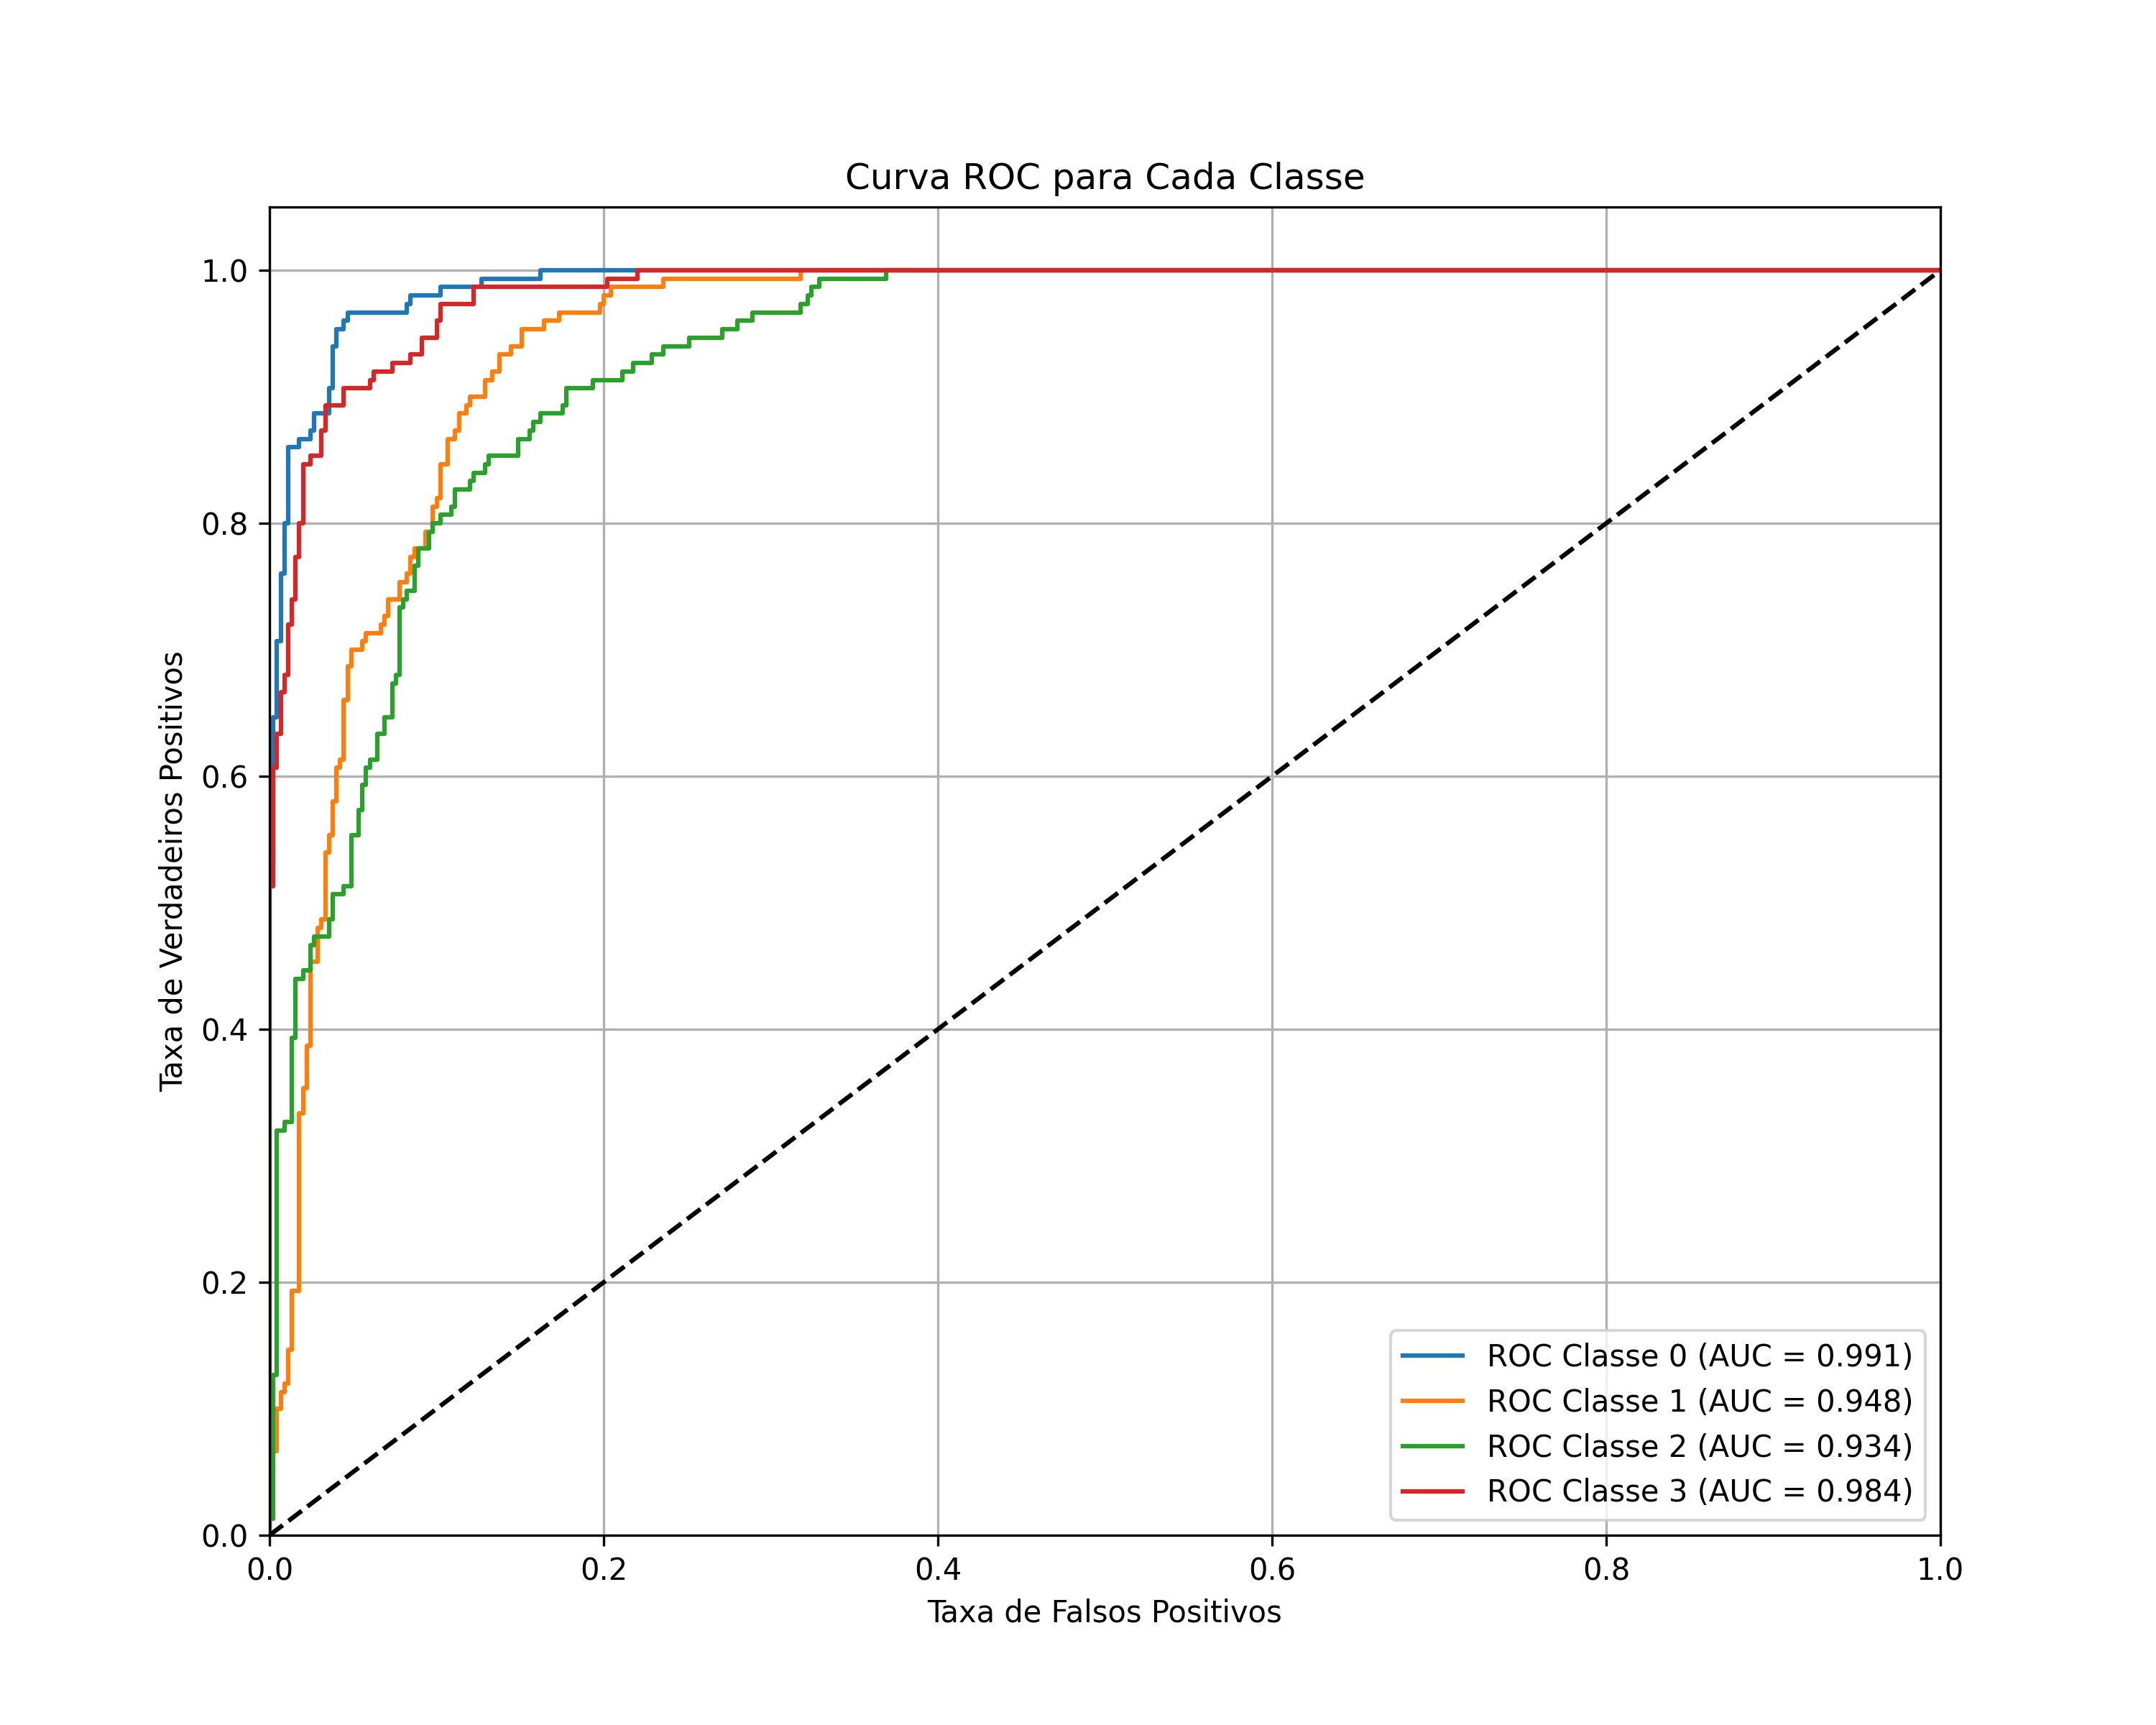 Curva ROC para Cada Classe
Taxa de Verdadeiros Positivos
1.0
0.8
0.6
0.4
0.2
0.0
0.0 0.2 0.4 0.6 0.8 1.0
Taxa de Falsos Positivos
ROC Classe 0 (AUC = 0.991)
ROC Classe 1 (AUC = 0.948)
ROC Classe 2 (AUC = 0.934)
ROC Classe 3 (AUC = 0.984)